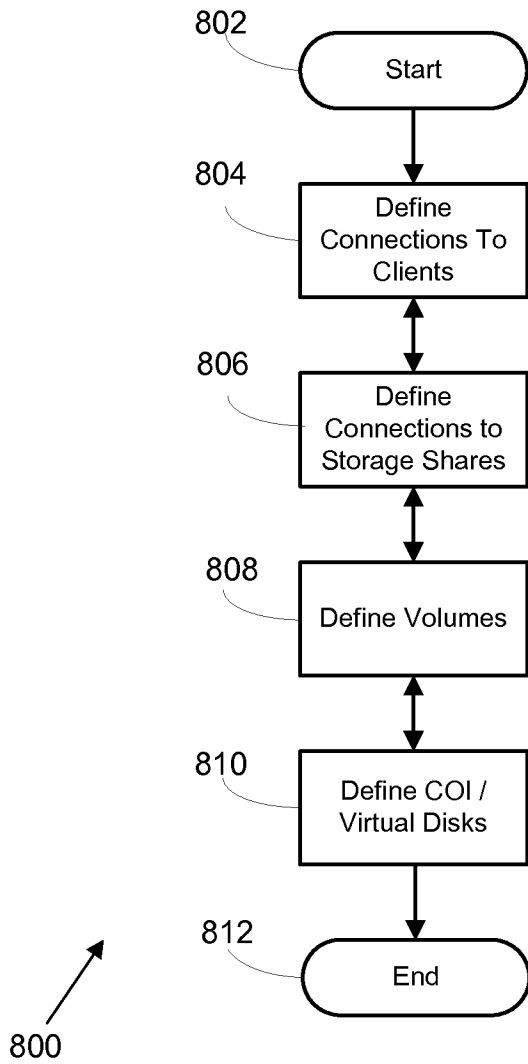 802
Start
804
Define
Connections To
Clients
806
Define
Connections to
Storage Shares
808
Define Volumes
810
Define COI /
Virtual Disks
812
End
800